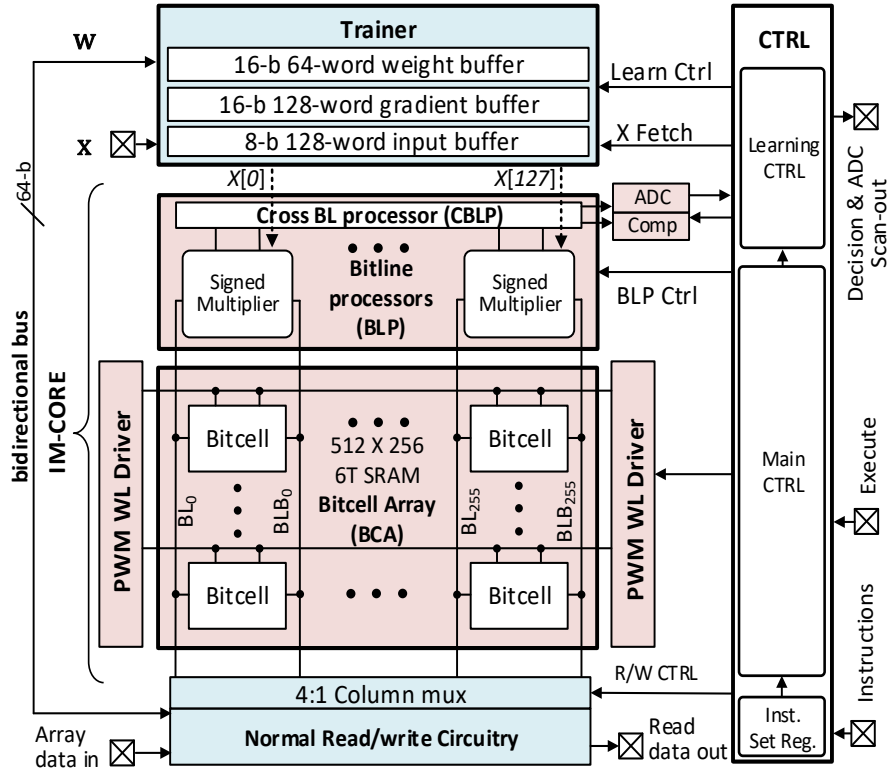 W
Trainer
16-b 64-word weight buffer
16-b 128-word gradient buffer
8-b 128-word input buffer
X
64-b
Learn Ctrl
X Fetch
CTRL
Learning
CTRL
Decision & ADC
Scan-out
X[0]
X[127]
Cross BL processor (CBLP)
ADC
Comp
Signed
Multiplier
Bitline
processors
(BLP)
Signed
Multiplier
BLP Ctrl
bidirectional bus
IM-CORE
PWM WL Driver
Bitcell
512 X 256
6T SRAM
Bitcell Array
(BCA)
Bitcell
BL0
BLB0
BL255
BLB255
Bitcell
Bitcell
PWM WL Driver
Main
CTRL
Execute
Instructions
R/W CTRL
4:1 Column mux
Normal Read/write Circuitry
Array
data in
Read
data out
Inst.
Set Reg.